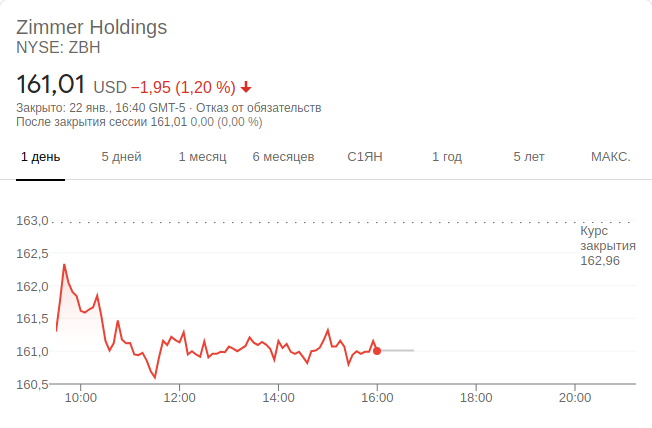 Zimmer Holdings
NYSE: ZBH
161,01 USD −1,95 (1,20 %)
Закрыто: 22 янв., 16:40 GMT-5 · Отказ от обязательств
После закрытия сессии 161,01 0,00 (0,00 %)
1 день 5 дней 1 месяц 6 месяцев С1ЯН 1 год 5 лет МАКС.
163,0
Курс
закрытия
162,96
162,5
162,0
161,5
161,0
160,5
10:00 12:00 14:00 16:00 18:00 20:00